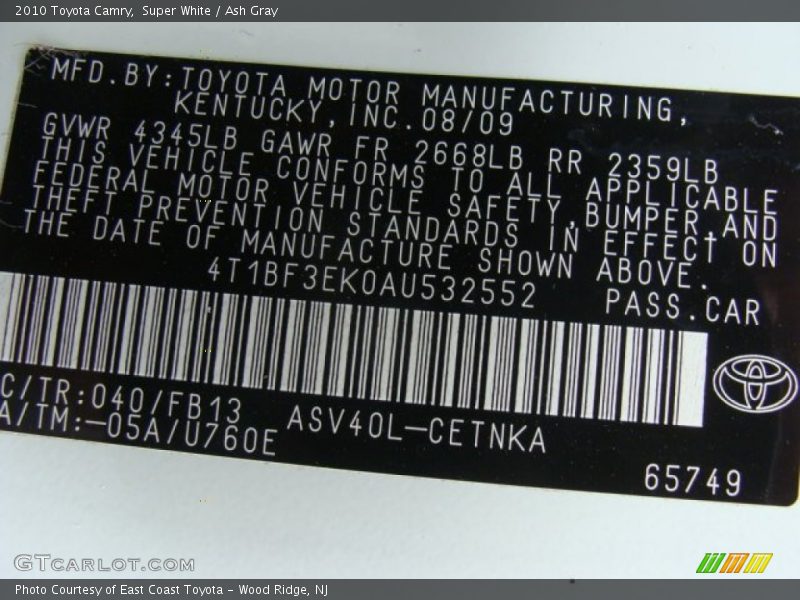 2010 Toyota Camry,  Super White / Ash Gray
MFD.BY:TOYOTA MOTOR MANUFACTURING,
KENTUCKY,INC.08/09
GVWR 4345LB GAWR FR 2668LB RR 2359LB
THIS VEHICLE CONFORMS TO ALL APPLICABLE
FEDERAL MOTOR VEHICLE SAFETY,BUMPER,AND
THEFT PREVENTION STANDARDS IN EFFECT ON
THE DATE OF MANUFACTURE SHOWN ABOVE.
4T1BF3EK0AU532552 PASS.CAR
C/TR:040/FB13
A/TM:-05A/U760E
ASV40L-CETNKA
65749
GTCARLOT.COM
Photo Courtesy of East Coast Toyota - Wood Ridge, NJ